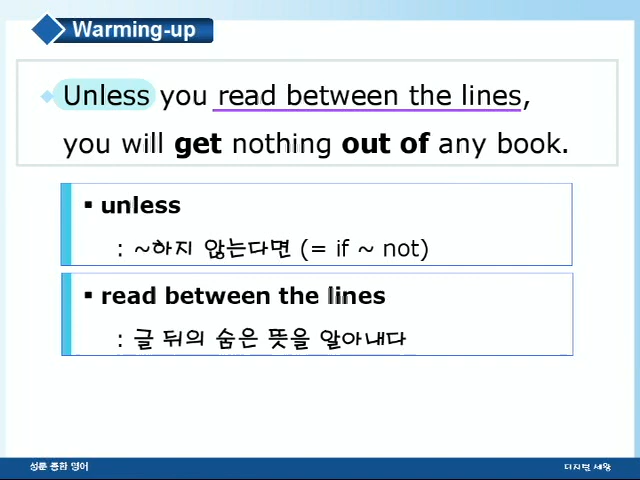 Warming-up
Unless you read between the lines,
you will get nothing out of any book.
▪ unless
: ~하지 않는다면 (= if ~ not)
▪ read between the lines
: 글 뒤의 숨은 뜻을 알아내다
성문 종합 영어
디지털 세왕